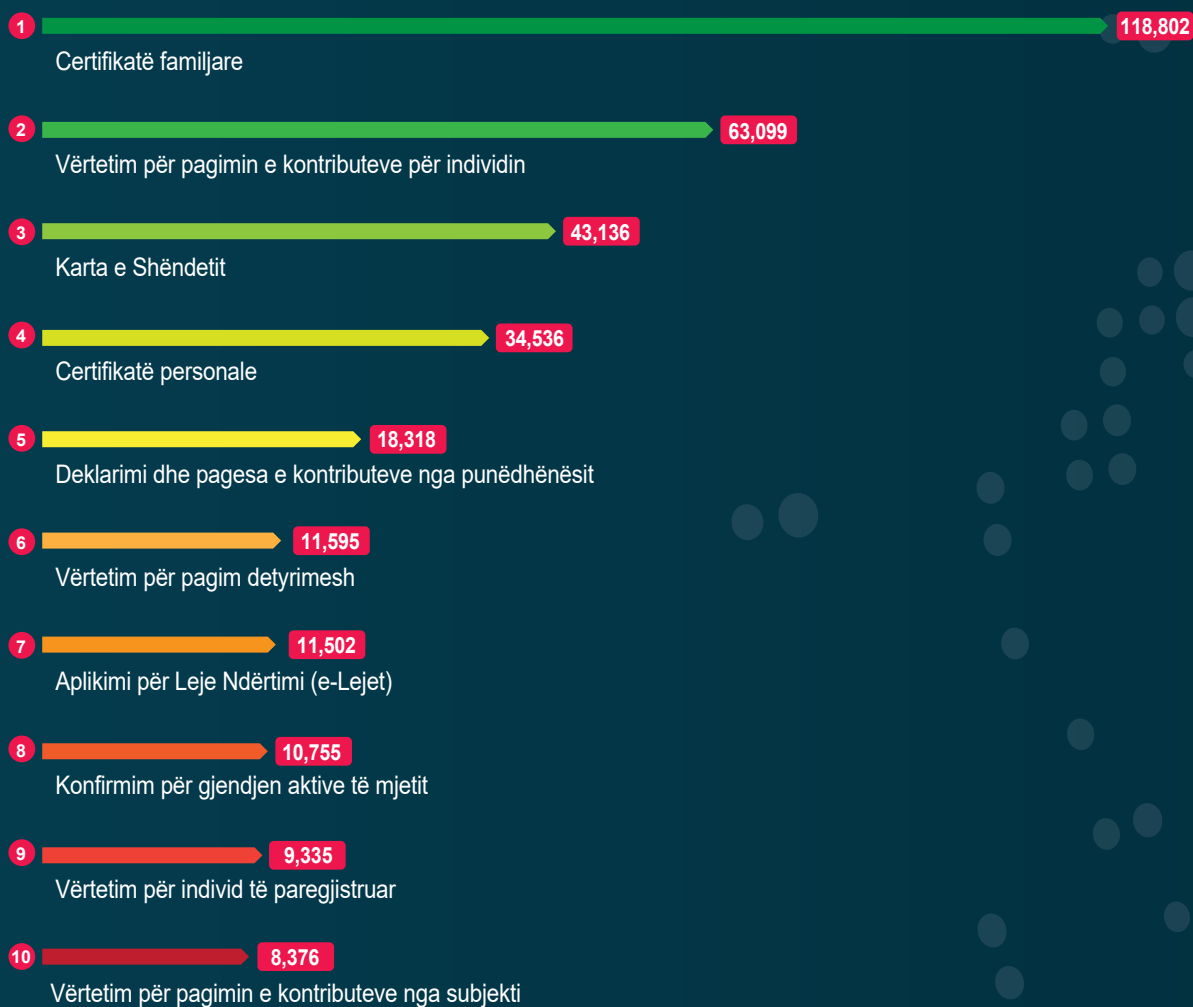 1
118,802
Certifikatë familjare
2
63,099
Vërtetim për pagimin e kontributeve për individin
3
43,136
Karta e Shëndetit
4
34,536
Certifikatë personale
5
18,318
Deklarimi dhe pagesa e kontributeve nga punëdhënësit
6
11,595
Vërtetim për pagim detyrimesh
7
11,502
Aplikimi për Leje Ndërtimi (e-Lejet)
8
10,755
Konfirmim për gjendjen aktive të mjetit
9
9,335
Vërtetim për individ të paregjistruar
10
8,376
Vërtetim për pagimin e kontributeve nga subjekti